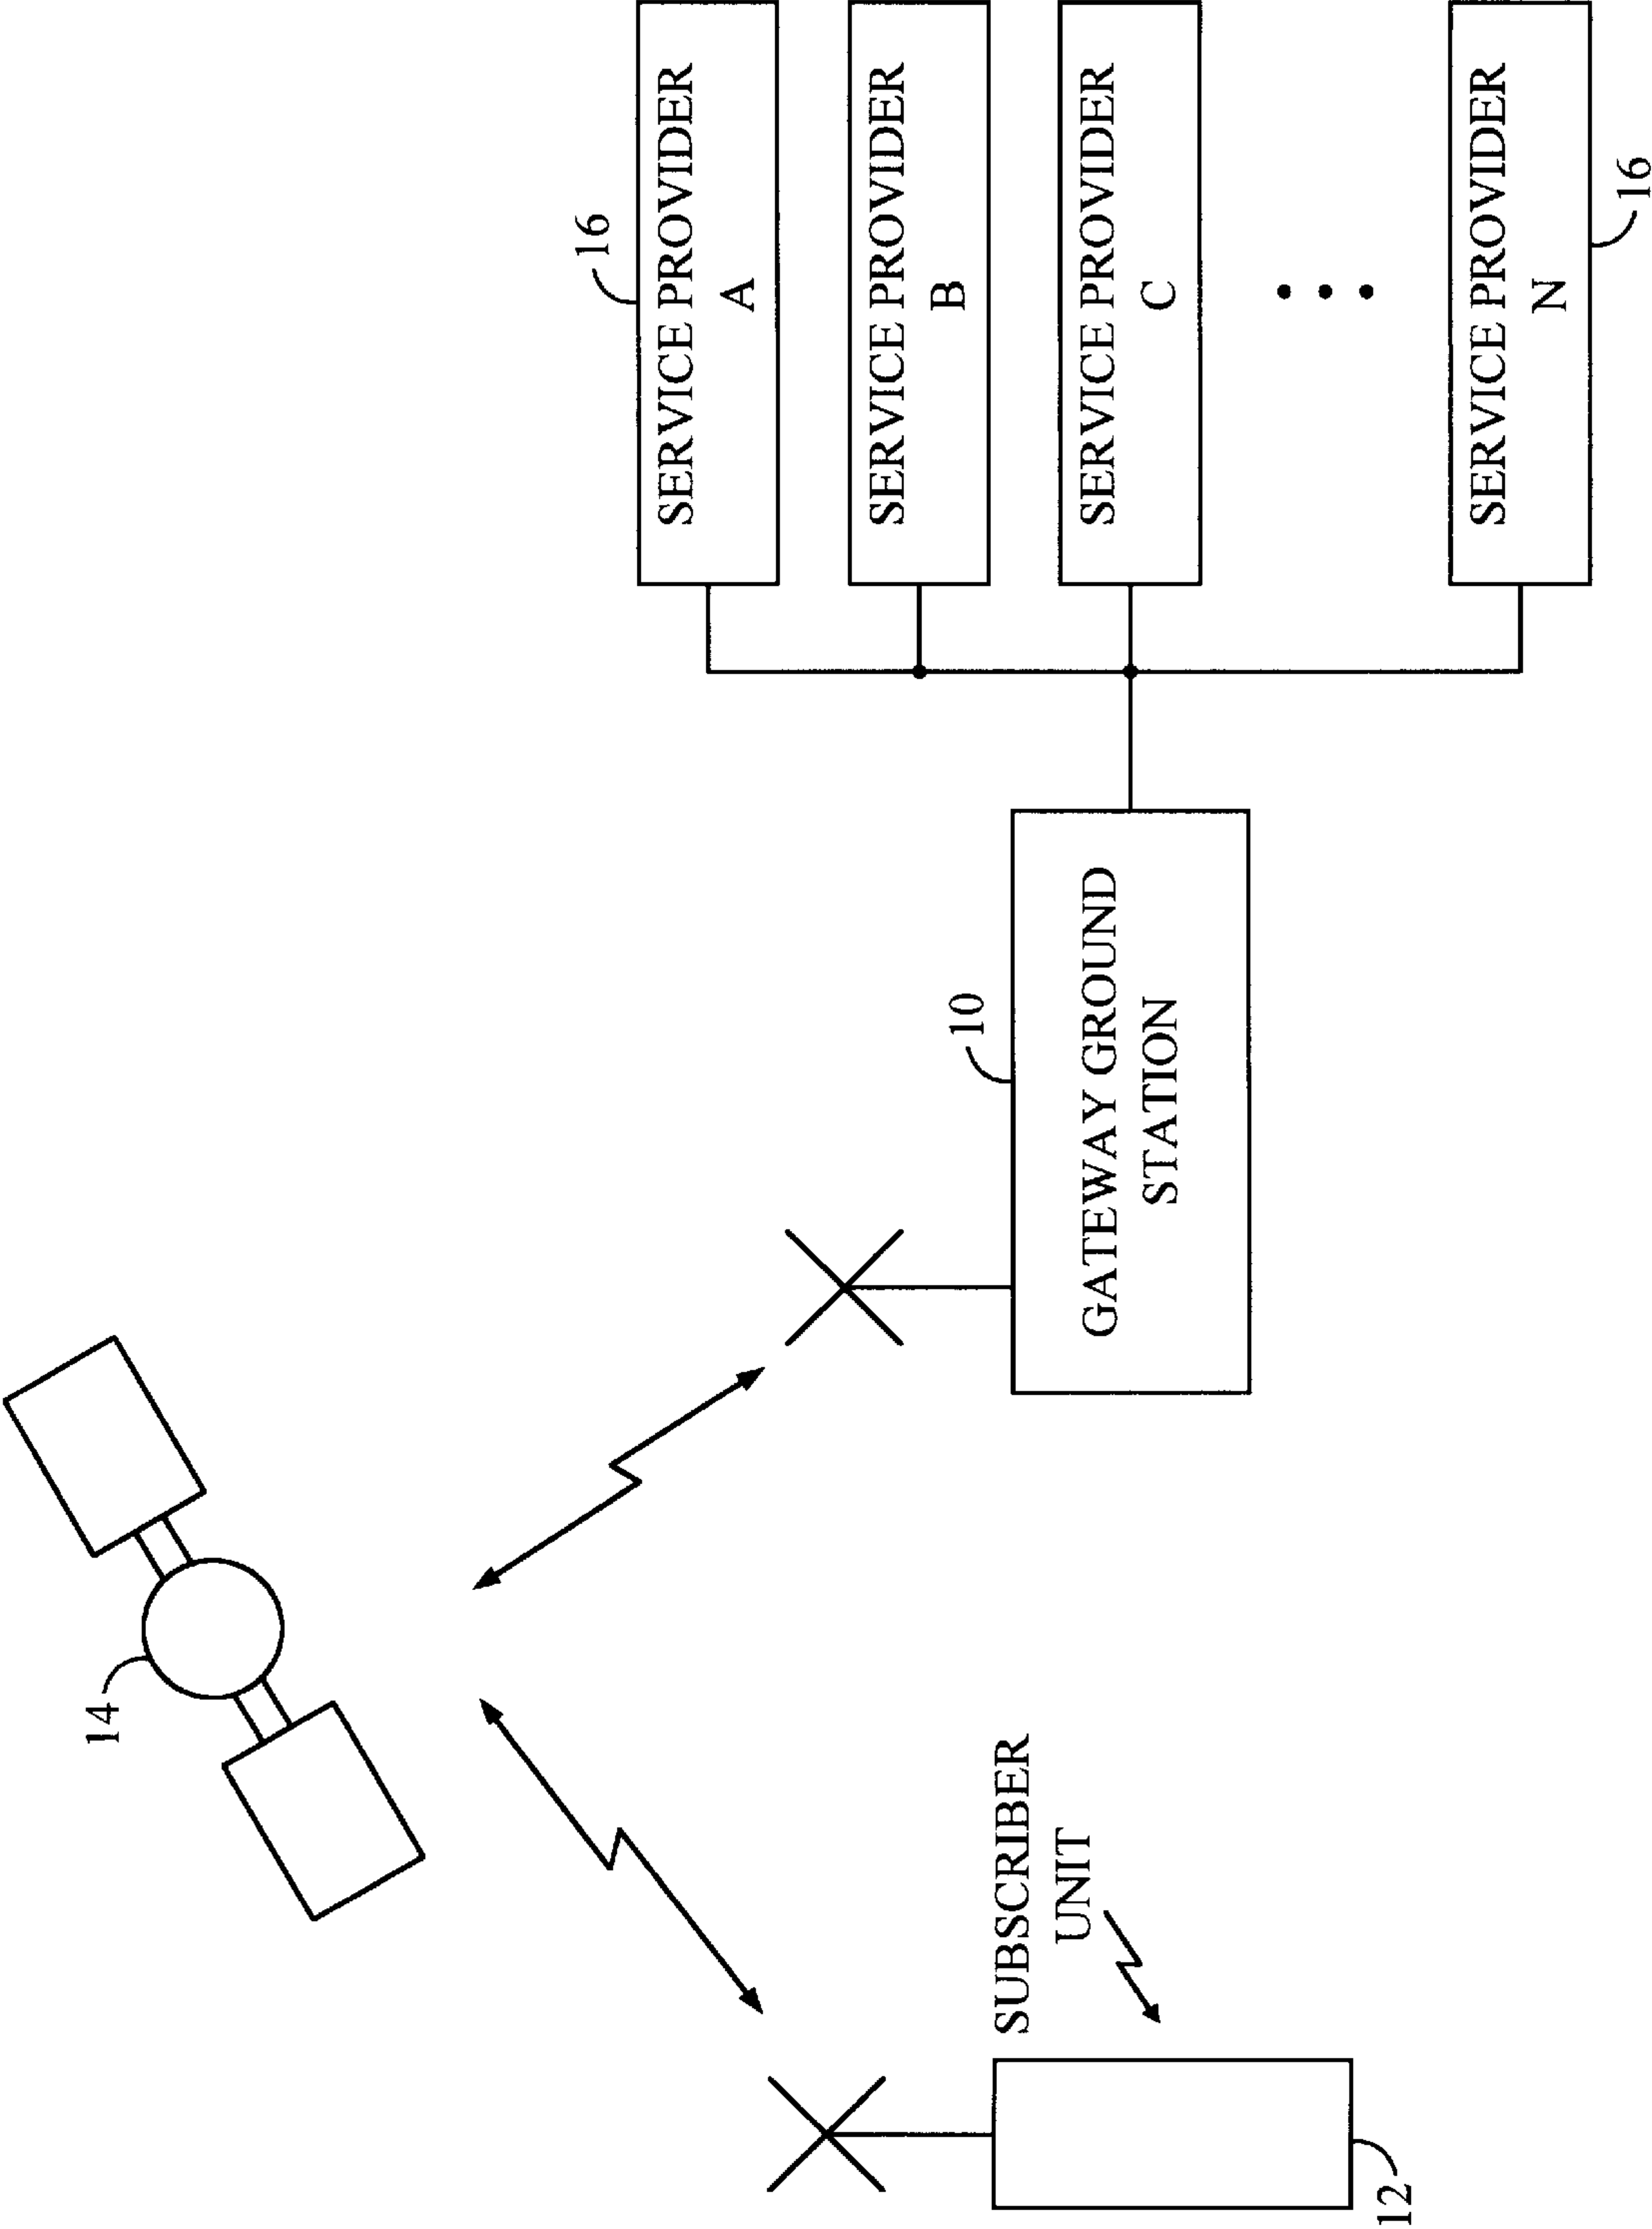 14
SUBSCRIBER
UNIT
12
10
GATEWAY GROUND
STATION
16
SERVICE PROVIDER
A
SERVICE PROVIDER
B
SERVICE PROVIDER
C
SERVICE PROVIDER
N
16